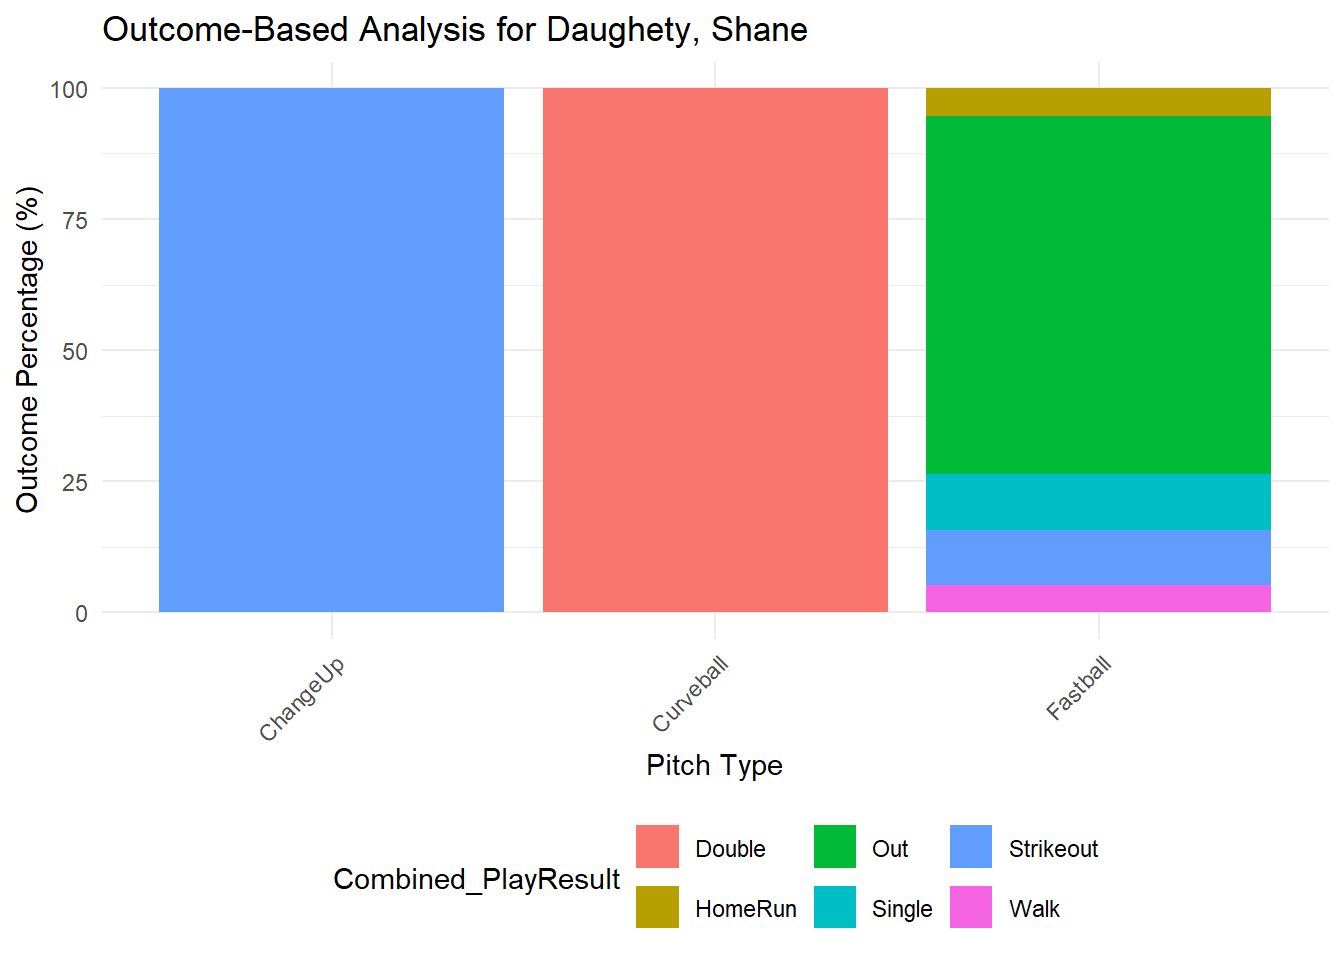 Outcome-Based Analysis for Daughety, Shane
Outcome Percentage (%)
100
75
50
25
0
ChangeUp
Curveball
Fastball
Pitch Type
Combined_PlayResult
Double
Out
Strikeout
HomeRun
Single
Walk